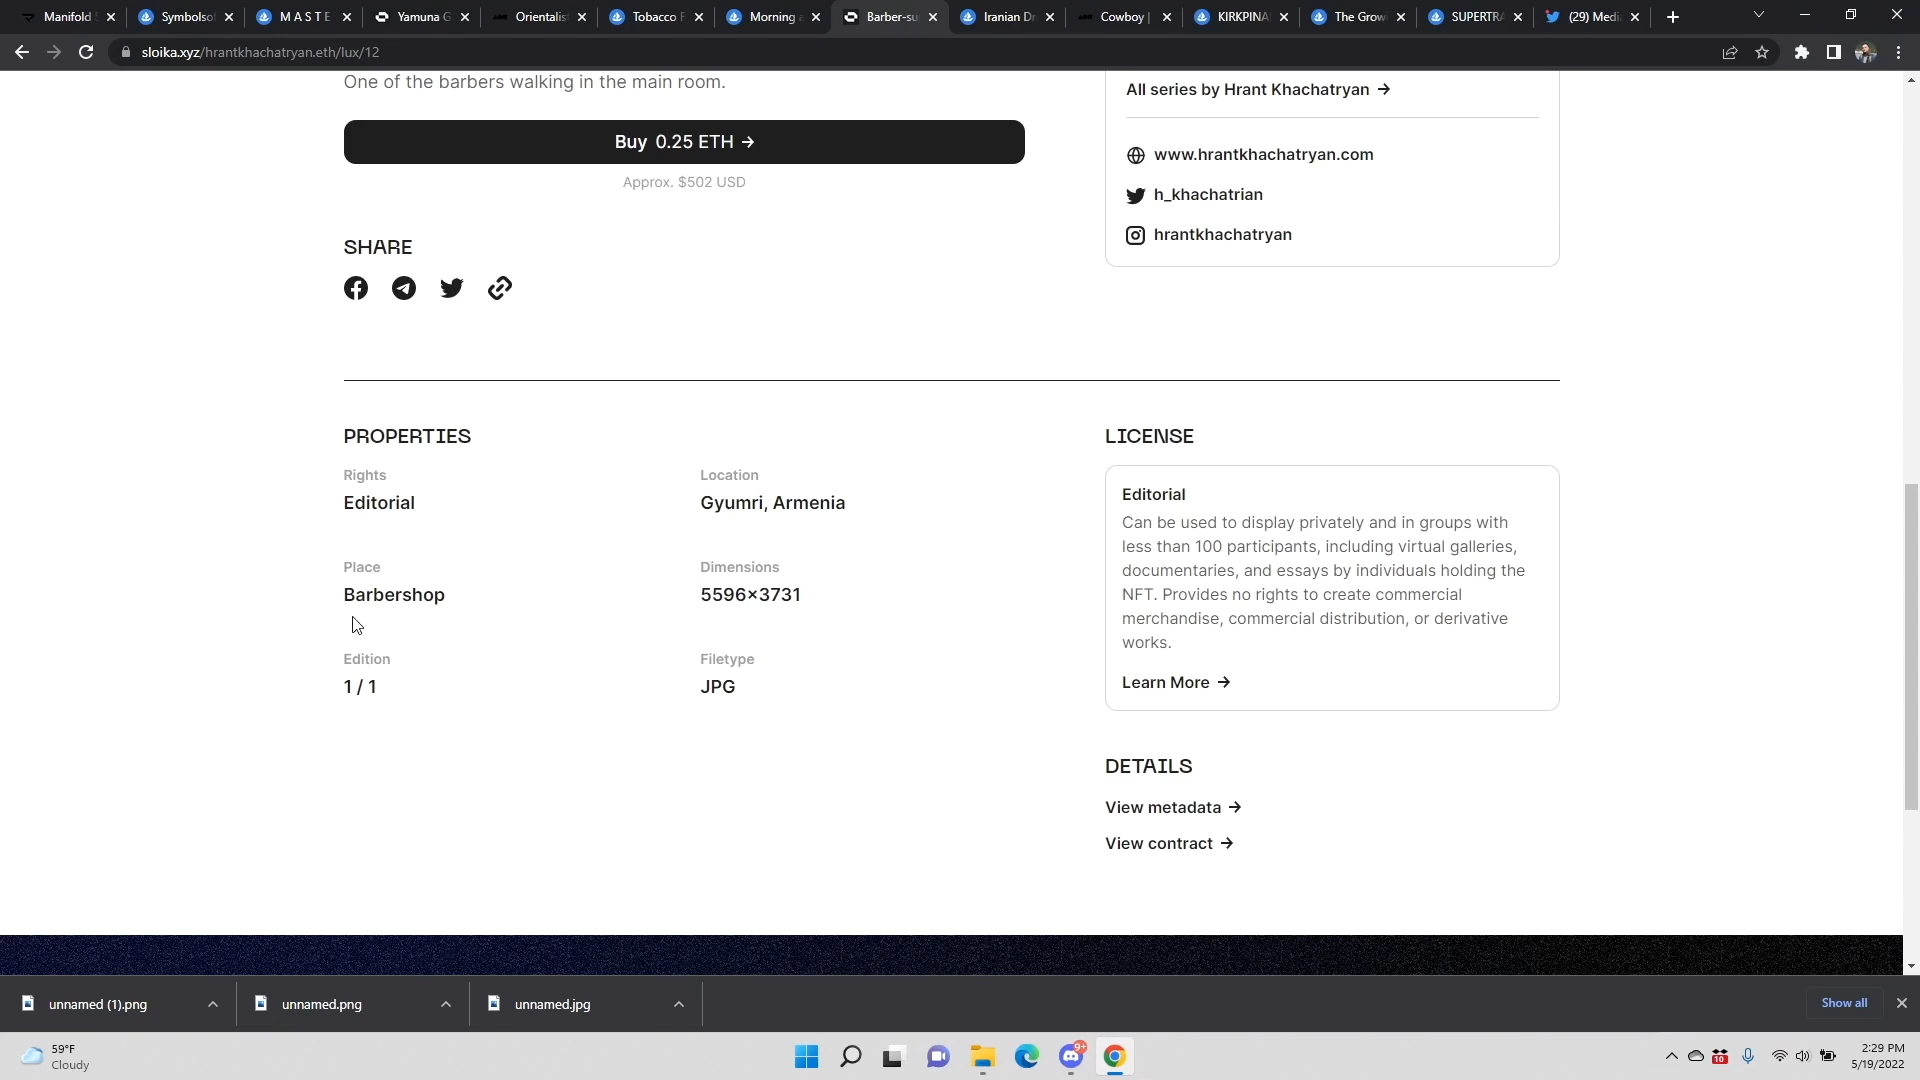 Manifold
Symbolsof
M A S T E
Yamuna G
Orientalis
Tobacco F
Morning a
Barber-su
Iranian Dr
Cowboy |
KIRKPINA
The Grow
SUPERTRA
(29) Medi
sloika.xyz/hrantkhachatryan.eth/lux/12
One of the barbers walking in the main room.
Buy 0.25 ETH →
Approx. $502 USD
All series by Hrant Khachatryan →
www.hrantkhachatryan.com
h_khachatrian
hrantkhachatryan
SHARE
PROPERTIES
Rights
Editorial
Location
Gyumri, Armenia
Place
Barbershop
Dimensions
5596×3731
Edition
1 / 1
Filetype
JPG
LICENSE
Editorial
Can be used to display privately and in groups with
less than 100 participants, including virtual galleries,
documentaries, and essays by individuals holding the
NFT. Provides no rights to create commercial
merchandise, commercial distribution, or derivative
works.
Learn More →
DETAILS
View metadata →
View contract →
unnamed (1).png
unnamed.png
unnamed.jpg
Show all
59°F
Cloudy
9+
10
2:29 PM
5/19/2022